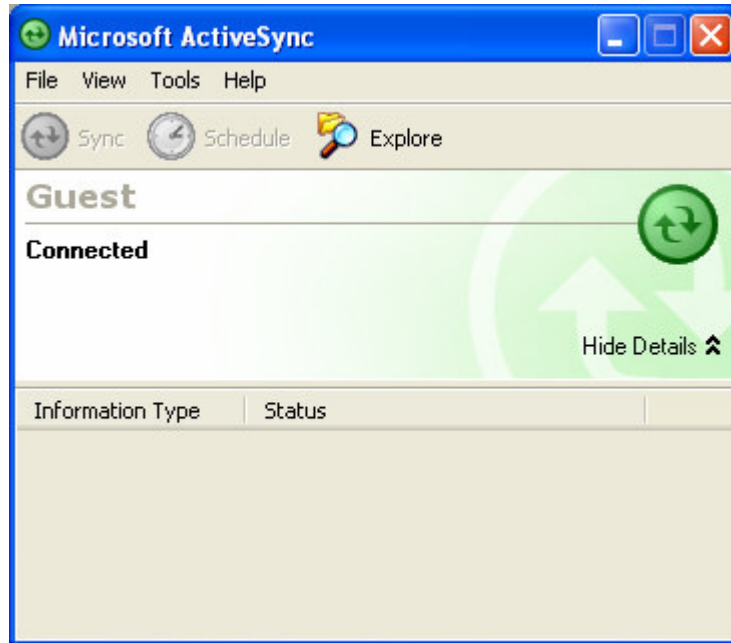 Microsoft ActiveSync
File View Tools Help
Sync Schedule Explore
Guest
Connected
Hide Details
Information Type Status